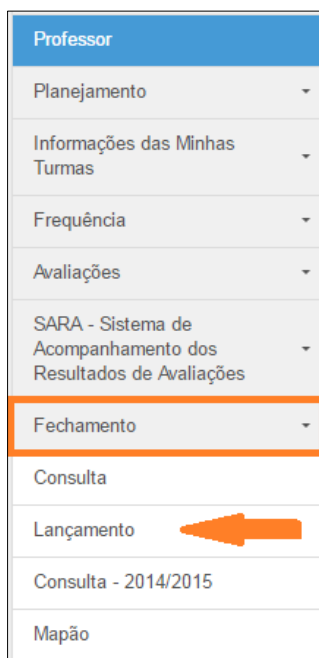 Professor
Planejamento
Informações das Minhas
Turmas
Frequência
Avaliações
SARA - Sistema de
Acompanhamento dos
Resultados de Avaliações
Fechamento
Consulta
Lançamento
Consulta - 2014/2015
Mapão